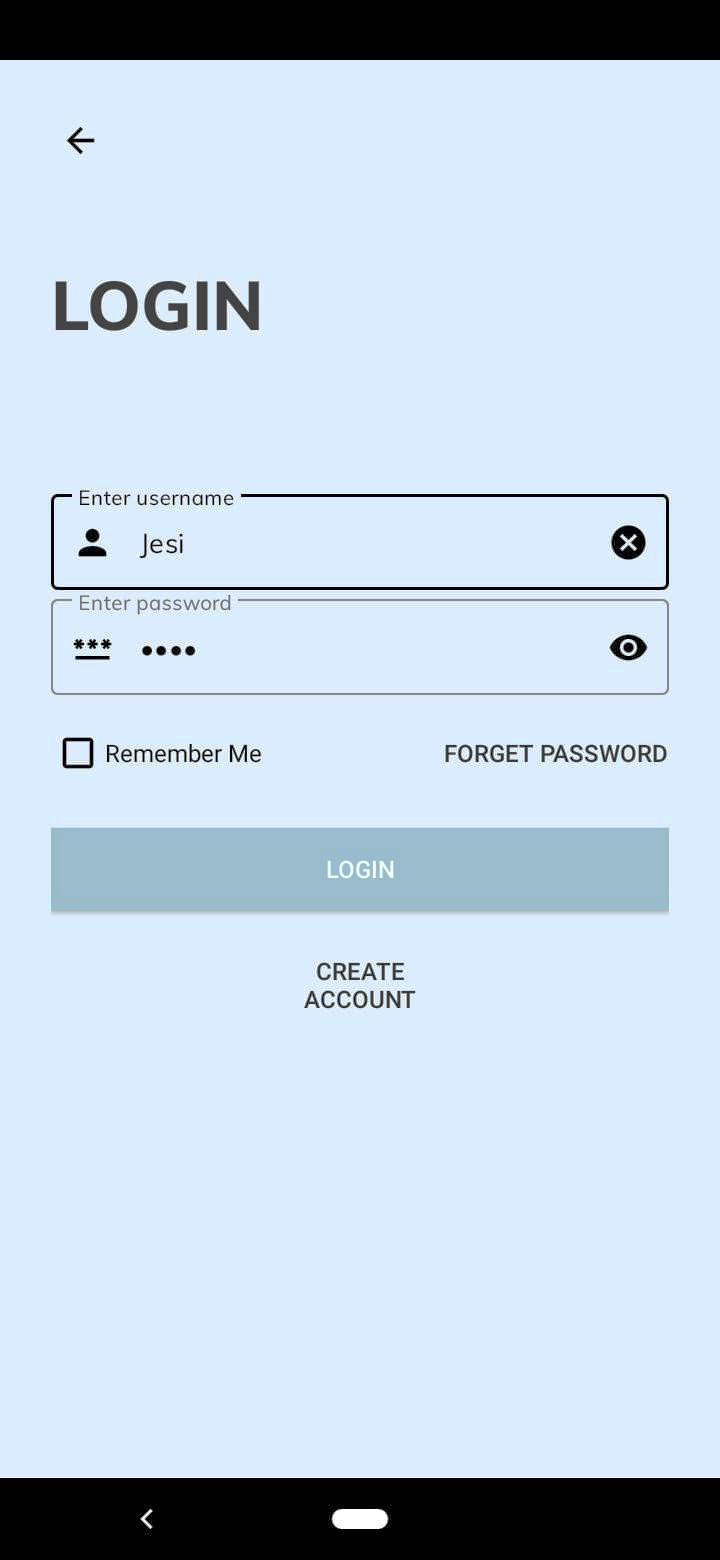 LOGIN
Enter username
Jesi
Enter password
***
••••
Remember Me
FORGET PASSWORD
LOGIN
CREATE
ACCOUNT